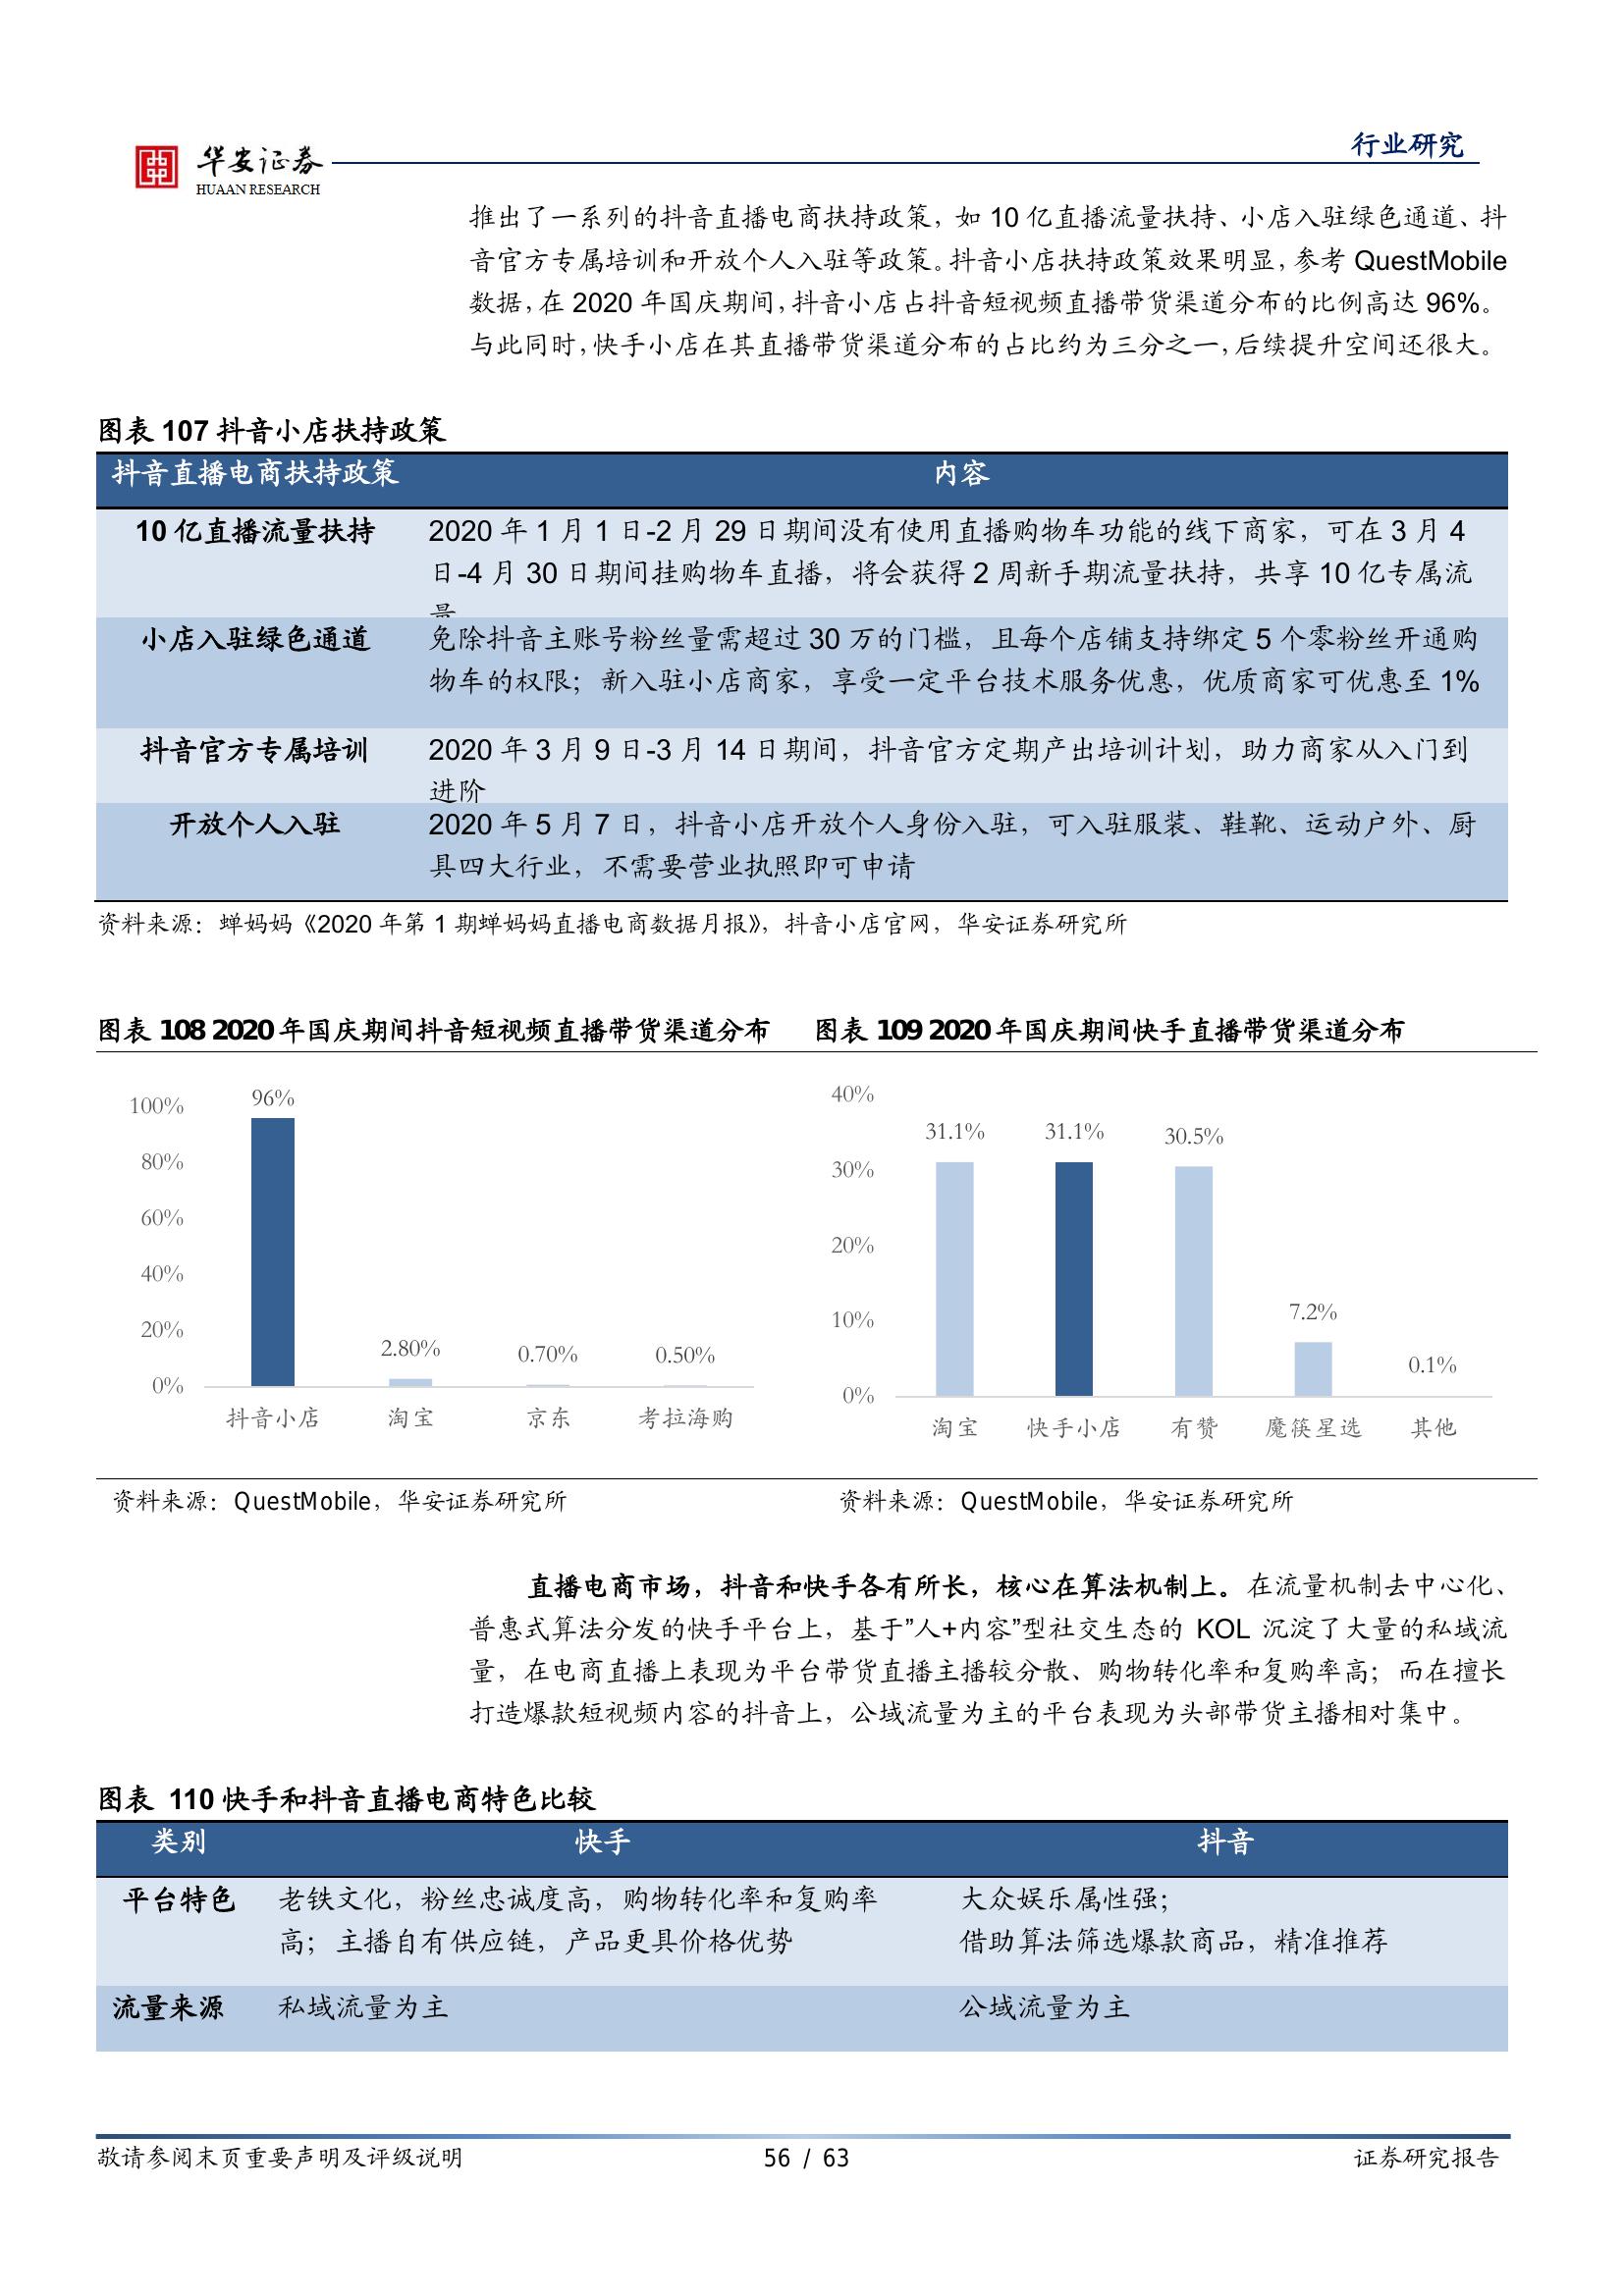 华安证券
HUAAN RESEARCH
行业研究
推出了一系列的抖音直播电商扶持政策，如 10 亿直播流量扶持、小店入驻绿色通道、抖
音官方专属培训和开放个人入驻等政策。抖音小店扶持政策效果明显，参考 QuestMobile
数据，在 2020 年国庆期间，抖音小店占抖音短视频直播带货渠道分布的比例高达 96%。
与此同时，快手小店在其直播带货渠道分布的占比约为三分之一，后续提升空间还很大。
图表 107 抖音小店扶持政策
抖音直播电商扶持政策 内容
10 亿直播流量扶持 2020 年 1 月 1 日-2 月 29 日期间没有使用直播购物车功能的线下商家，可在 3 月 4
日-4 月 30 日期间挂购物车直播，将会获得 2 周新手期流量扶持，共享 10 亿专属流
量
小店入驻绿色通道 免除抖音主账号粉丝量需超过 30 万的门槛，且每个店铺支持绑定 5 个零粉丝开通购
物车的权限；新入驻小店商家，享受一定平台技术服务优惠，优质商家可优惠至 1%
抖音官方专属培训 2020 年 3 月 9 日-3 月 14 日期间，抖音官方定期产出培训计划，助力商家从入门到
进阶
开放个人入驻 2020 年 5 月 7 日，抖音小店开放个人身份入驻，可入驻服装、鞋靴、运动户外、厨
具四大行业，不需要营业执照即可申请
资料来源：蝉妈妈《2020 年第 1 期蝉妈妈直播电商数据月报》，抖音小店官网，华安证券研究所
图表 108 2020 年国庆期间抖音短视频直播带货渠道分布
100%
80%
60%
40%
20%
0%
96%
2.80%
0.70%
0.50%
抖音小店 淘宝 京东 考拉海购
资料来源：QuestMobile，华安证券研究所
图表 109 2020 年国庆期间快手直播带货渠道分布
40%
30%
20%
10%
0%
31.1%
31.1%
30.5%
7.2%
0.1%
淘宝 快手小店 有赞 魔筷星选 其他
资料来源：QuestMobile，华安证券研究所
直播电商市场，抖音和快手各有所长，核心在算法机制上。在流量机制去中心化、
普惠式算法分发的快手平台上，基于”人+内容”型社交生态的 KOL 沉淀了大量的私域流
量，在电商直播上表现为平台带货直播主播较分散、购物转化率和复购率高；而在擅长
打造爆款短视频内容的抖音上，公域流量为主的平台表现为头部带货主播相对集中。
图表 110 快手和抖音直播电商特色比较
类别 快手 抖音
平台特色 老铁文化，粉丝忠诚度高，购物转化率和复购率 大众娱乐属性强；
高；主播自有供应链，产品更具价格优势 借助算法筛选爆款商品，精准推荐
流量来源 私域流量为主 公域流量为主
敬请参阅末页重要声明及评级说明 56 / 63 证券研究报告